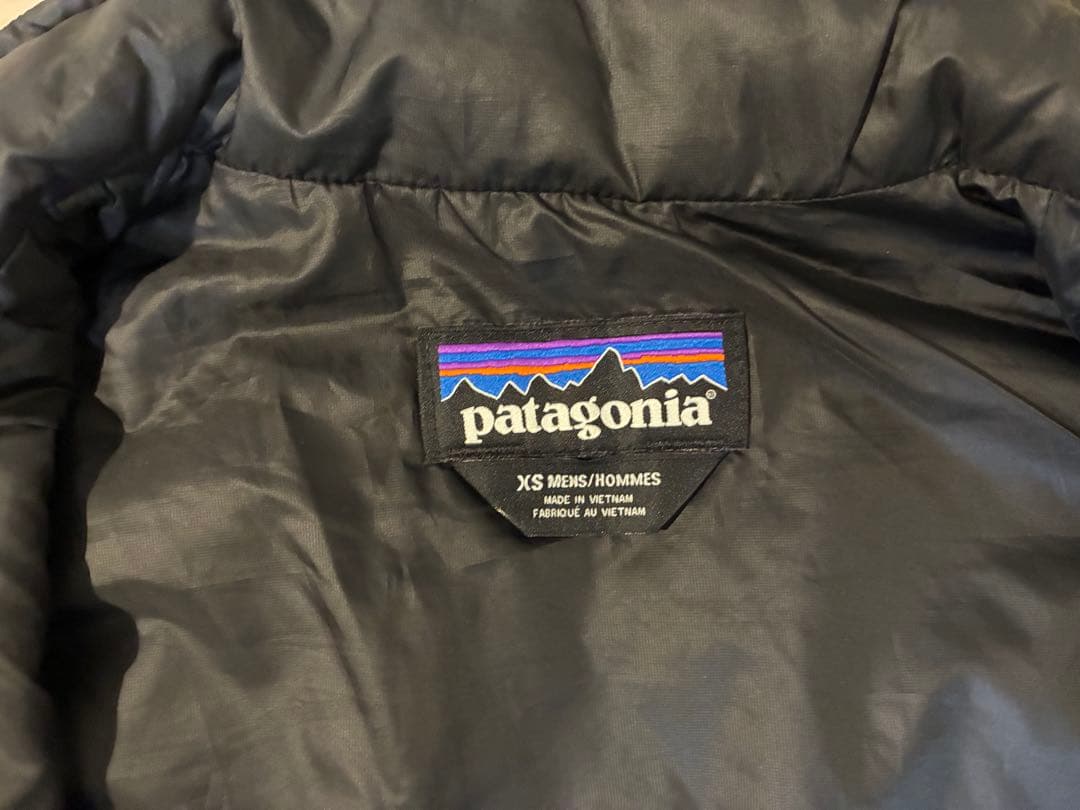 patagonia®
XS MENS/HOMMES
MADE IN VIETNAM
FABRIQUÉ AU VIETNAM